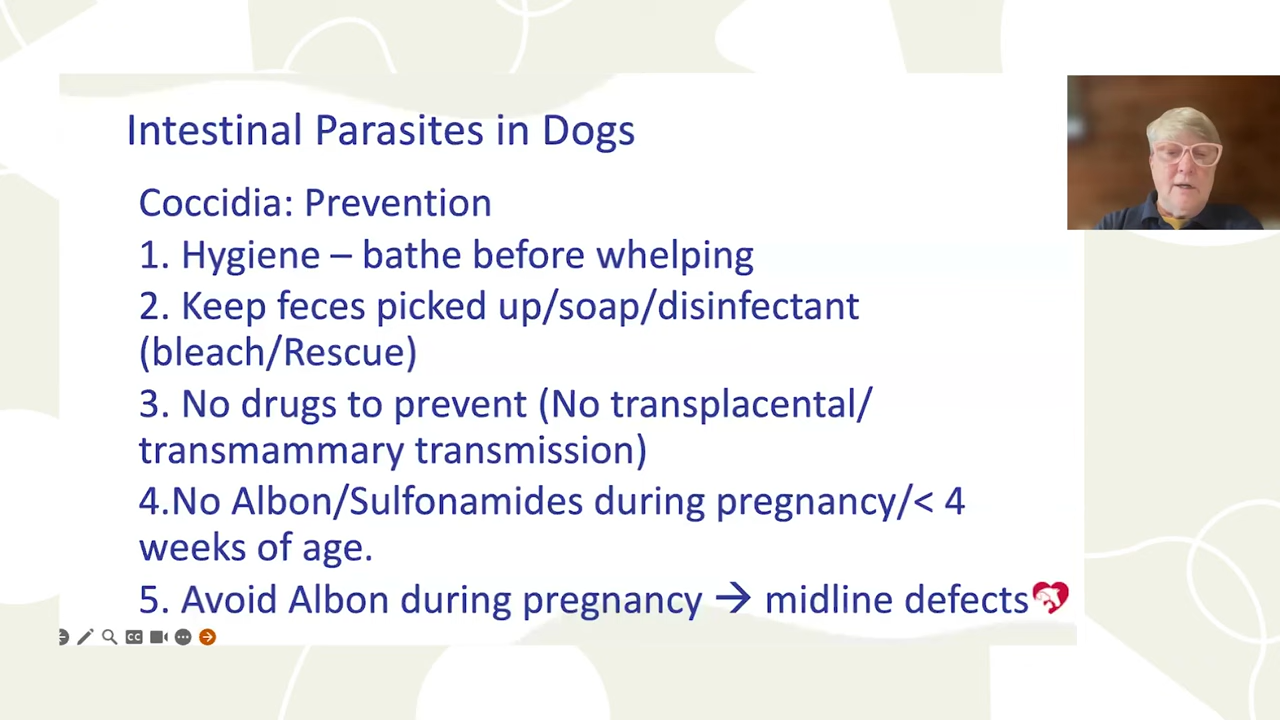 Intestinal Parasites in Dogs
Coccidia: Prevention
1. Hygiene – bathe before whelping
2. Keep feces picked up/soap/disinfectant
(bleach/Rescue)
3. No drugs to prevent (No transplacental/
transmammary transmission)
4.No Albon/Sulfonamides during pregnancy/< 4
weeks of age.
5. Avoid Albon during pregnancy → midline defects
CC